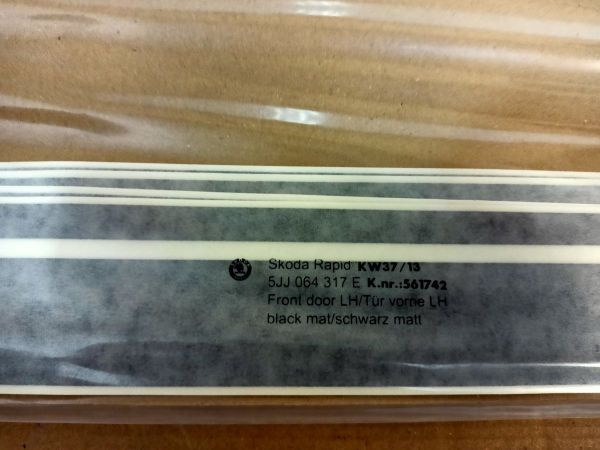 Skoda Rapid KW37/13
5JJ 064 317 E K.nr.:561742
Front door LH/Tür vorne LH
black mat/schwarz matt